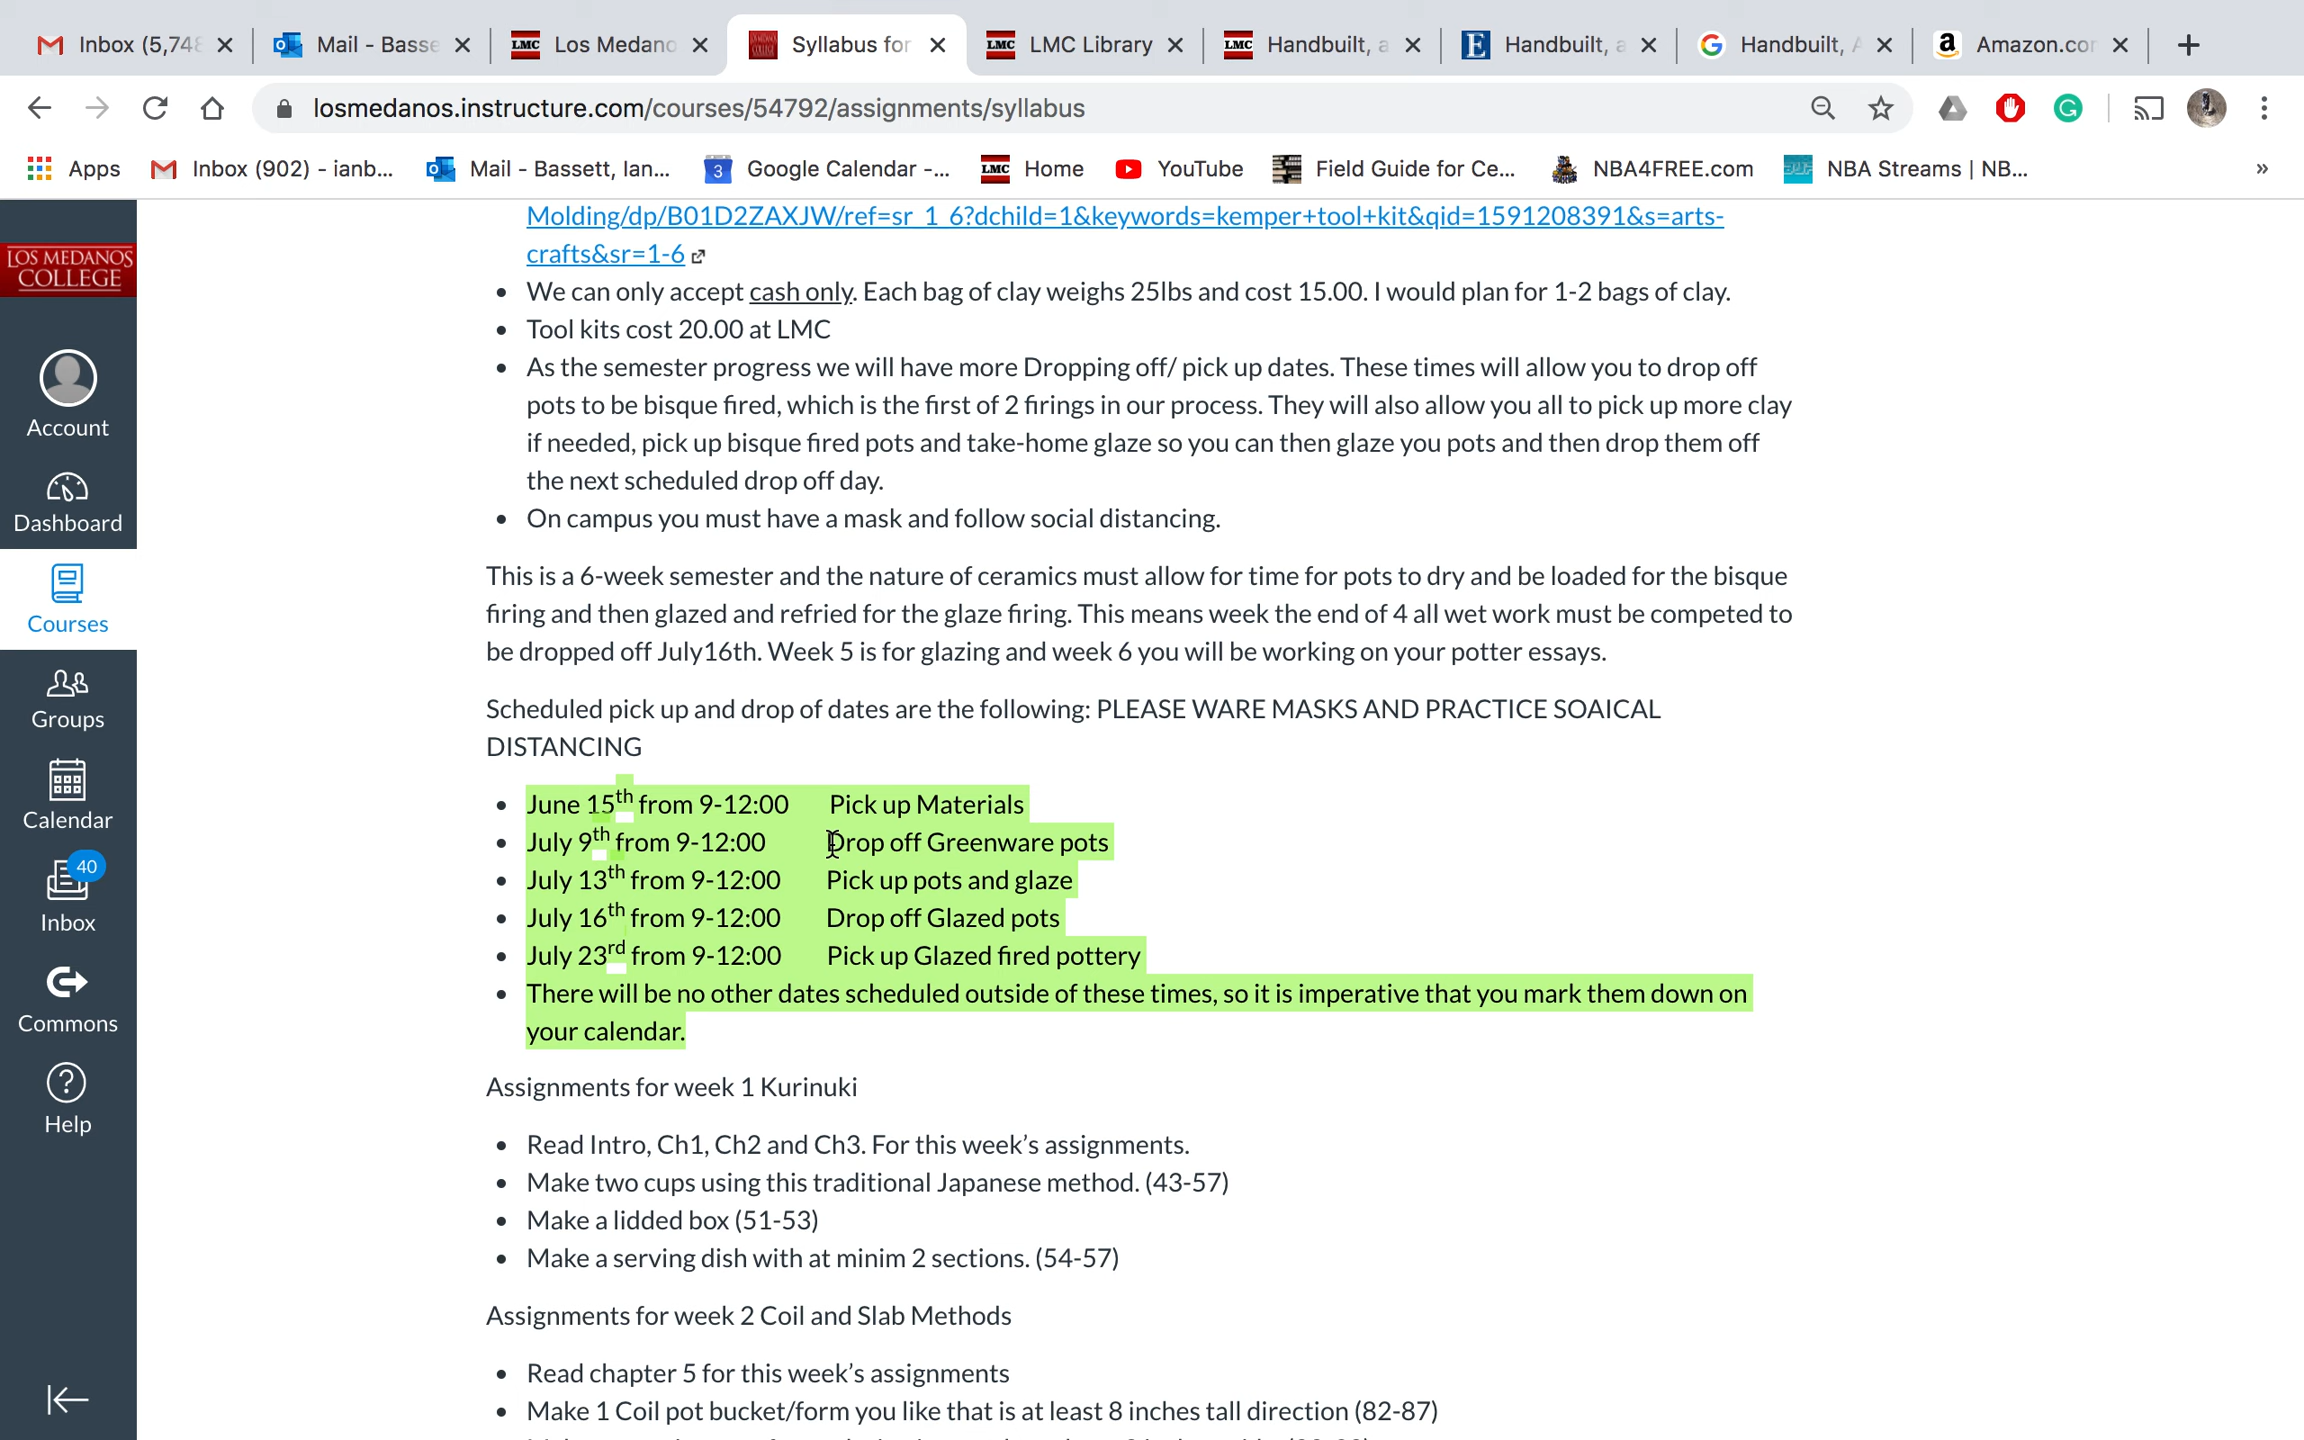 Inbox (5,748
Mail - Basse
Los Medano
Syllabus for
LMC Library
Handbuilt, a
Handbuilt, a
Handbuilt, A
Amazon.com
losmedanos.instructure.com/courses/54792/assignments/syllabus
Apps
Inbox (902) - ianb...
Mail - Bassett, Ian...
Google Calendar -...
Home
YouTube
Field Guide for Ce...
NBA4FREE.com
NBA Streams | NB...
LOS MEDANOS
COLLEGE
Account
Dashboard
Courses
Groups
Calendar
40
Inbox
Commons
Help
Molding/dp/B01D2ZAXJW/ref=sr_1_6?dchild=1&keywords=kemper+tool+kit&qid=1591208391&s=arts-
crafts&sr=1-6
• We can only accept cash only. Each bag of clay weighs 25lbs and cost 15.00. I would plan for 1-2 bags of clay.
• Tool kits cost 20.00 at LMC
• As the semester progress we will have more Dropping off/ pick up dates. These times will allow you to drop off
pots to be bisque fired, which is the first of 2 firings in our process. They will also allow you all to pick up more clay
if needed, pick up bisque fired pots and take-home glaze so you can then glaze you pots and then drop them off
the next scheduled drop off day.
• On campus you must have a mask and follow social distancing.
This is a 6-week semester and the nature of ceramics must allow for time for pots to dry and be loaded for the bisque
firing and then glazed and refried for the glaze firing. This means week the end of 4 all wet work must be competed to
be dropped off July16th. Week 5 is for glazing and week 6 you will be working on your potter essays.
Scheduled pick up and drop of dates are the following: PLEASE WARE MASKS AND PRACTICE SOAICAL
DISTANCING
• June 15th from 9-12:00 Pick up Materials
• July 9th from 9-12:00 Drop off Greenware pots
• July 13th from 9-12:00 Pick up pots and glaze
• July 16th from 9-12:00 Drop off Glazed pots
• July 23rd from 9-12:00 Pick up Glazed fired pottery
• There will be no other dates scheduled outside of these times, so it is imperative that you mark them down on
your calendar.
Assignments for week 1 Kurinuki
• Read Intro, Ch1, Ch2 and Ch3. For this week's assignments.
• Make two cups using this traditional Japanese method. (43-57)
• Make a lidded box (51-53)
• Make a serving dish with at minim 2 sections. (54-57)
Assignments for week 2 Coil and Slab Methods
• Read chapter 5 for this week's assignments
• Make 1 Coil pot bucket/form you like that is at least 8 inches tall direction (82-87)